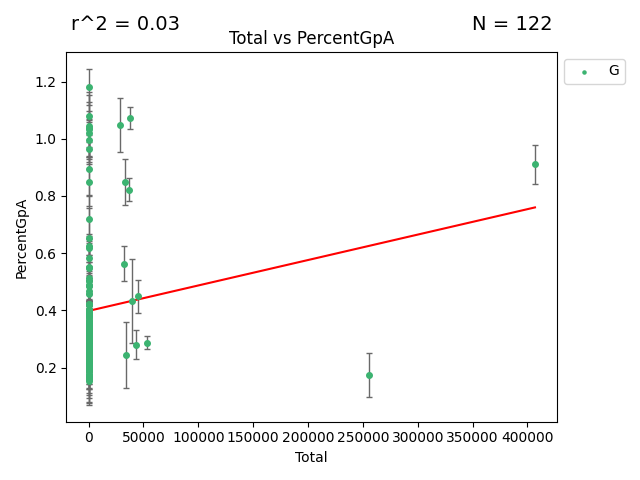 r^2 = 0.03
N = 122
Total vs PercentGpA
G
1.2
1.0
0.8
0.6
0.4
0.2
PercentGpA
0 50000 100000 150000 200000 250000 300000 350000 400000
Total